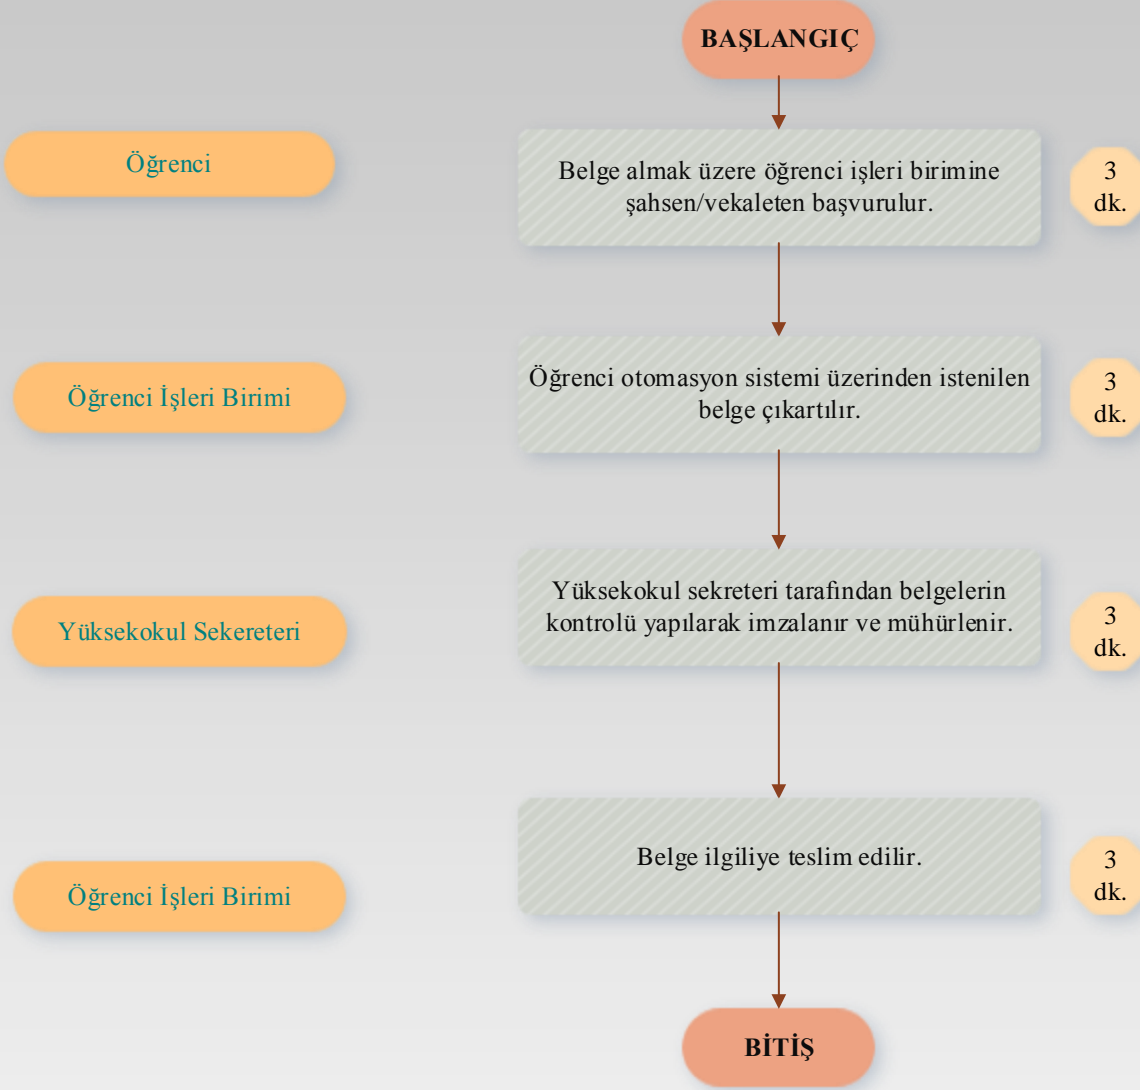 BAŞLANGIÇ
Öğrenci
Belge almak üzere öğrenci işleri birimine
şahsen/vekaleten başvurulur.
3
dk.
Öğrenci İşleri Birimi
Öğrenci otomasyon sistemi üzerinden istenilen
belge çıkartılır.
3
dk.
Yüksekokul Sekereteri
Yüksekokul sekreteri tarafından belgelerin
kontrolü yapılarak imzalanır ve mühürlenir.
3
dk.
Öğrenci İşleri Birimi
Belge ilgiliye teslim edilir.
3
dk.
BİTİŞ